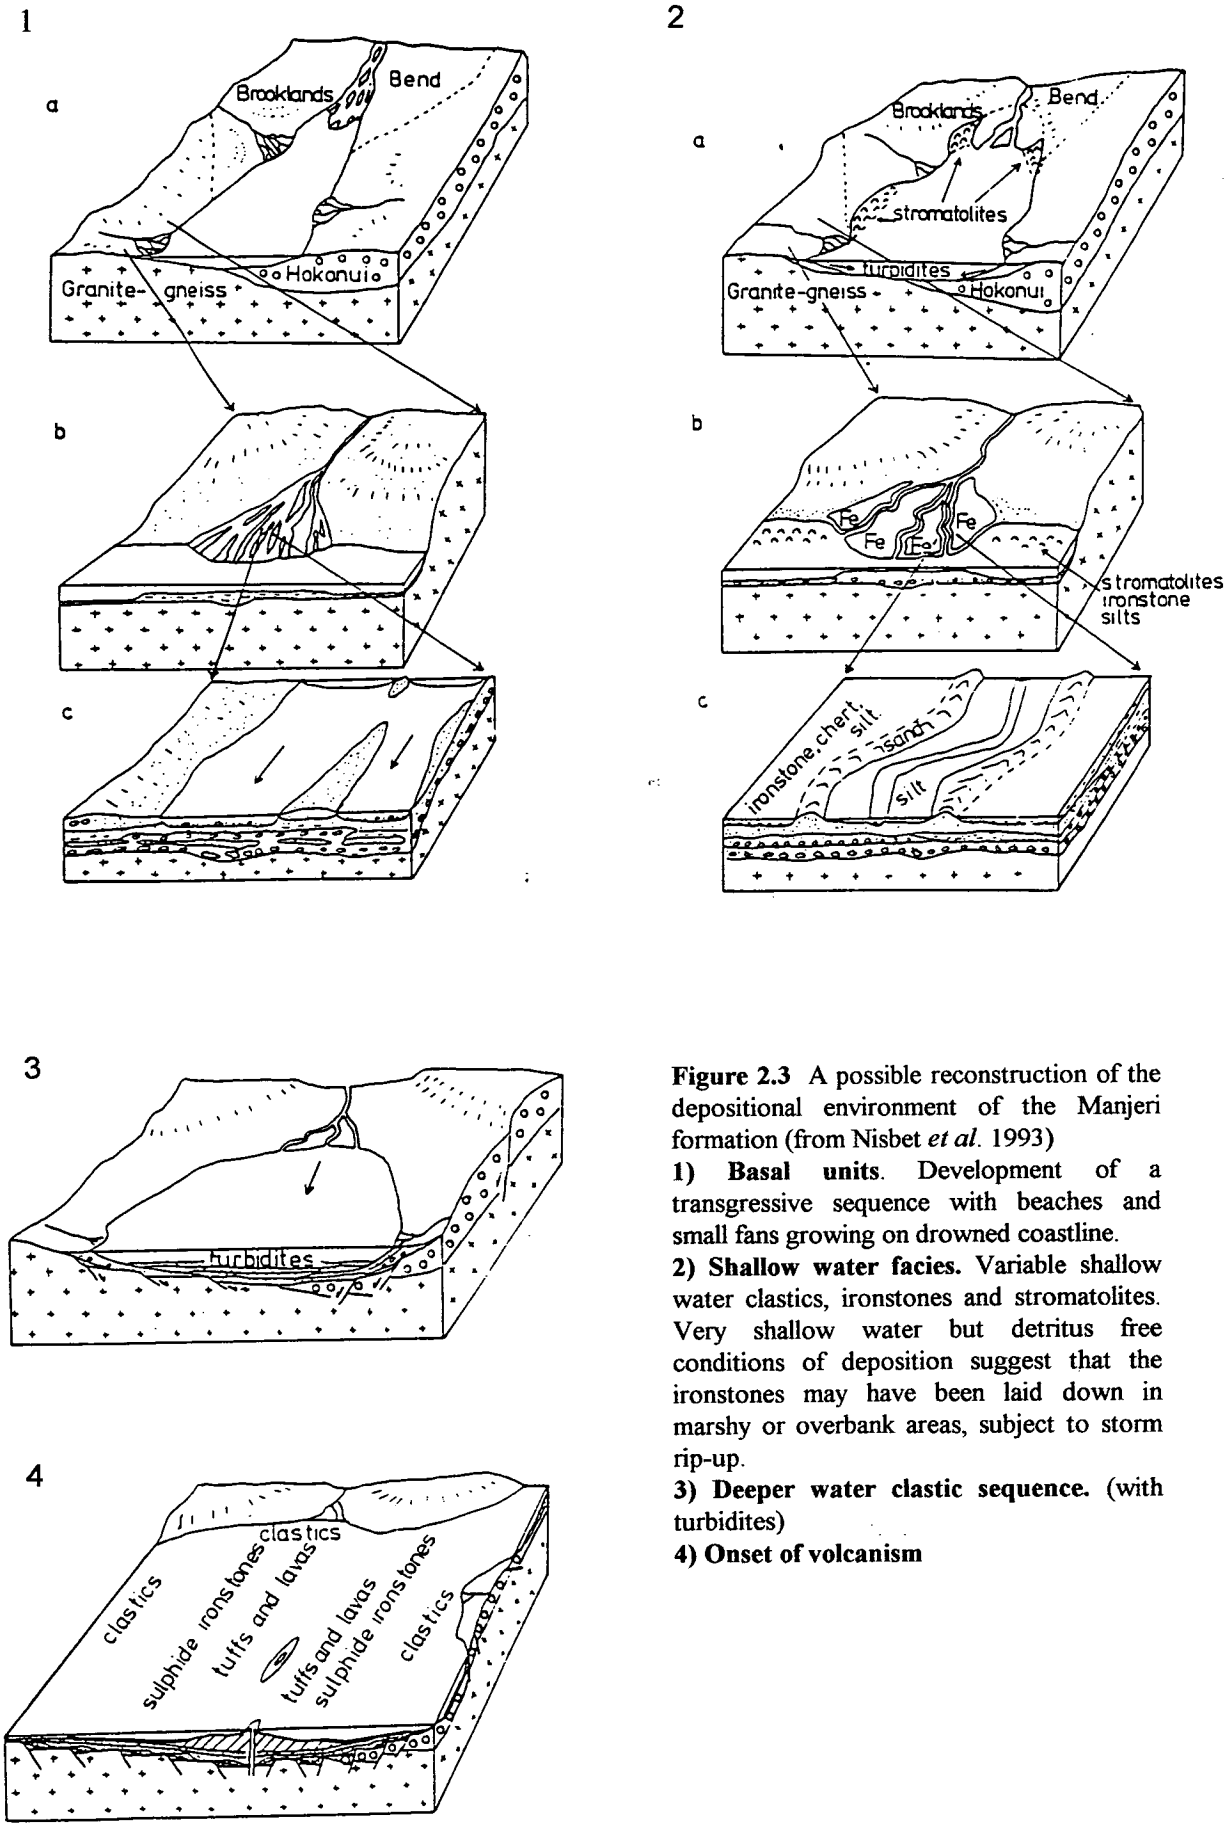 1
a
Brooklands
Bend
Hokonui
Granite-gneiss
b
c
2
a
Brooklands
Bend
stromatolites
turbidites
Granite-gneiss
Hokonui
b
Fe
Fe
Fe
Fe
stromatolites
ironstone
silts
c
ironstone, chert,
silt
sand
silt
3
turbidites
4
clastics
clastics
sulphide ironstones
tuffs and lavas
tuffs and lavas
sulphide ironstones
clastics
Figure 2.3 A possible reconstruction of the
depositional environment of the Manjeri
formation (from Nisbet et al. 1993)
1) Basal units. Development of a
transgressive sequence with beaches and
small fans growing on drowned coastline.
2) Shallow water facies. Variable shallow
water clastics, ironstones and stromatolites.
Very shallow water but detritus free
conditions of deposition suggest that the
ironstones may have been laid down in
marshy or overbank areas, subject to storm
rip-up.
3) Deeper water clastic sequence. (with
turbidites)
4) Onset of volcanism